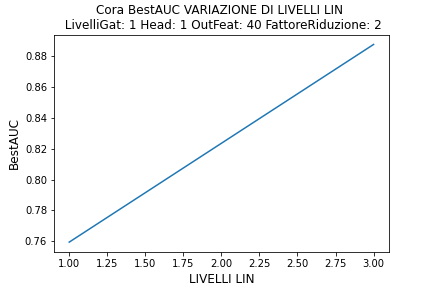 Cora BestAUC VARIAZIONE DI LIVELLI LIN
LivelliGat: 1 Head: 1 OutFeat: 40 FattoreRiduzione: 2
BestAUC
0.88
0.86
0.84
0.82
0.80
0.78
0.76
1.00 1.25 1.50 1.75 2.00 2.25 2.50 2.75 3.00
LIVELLI LIN